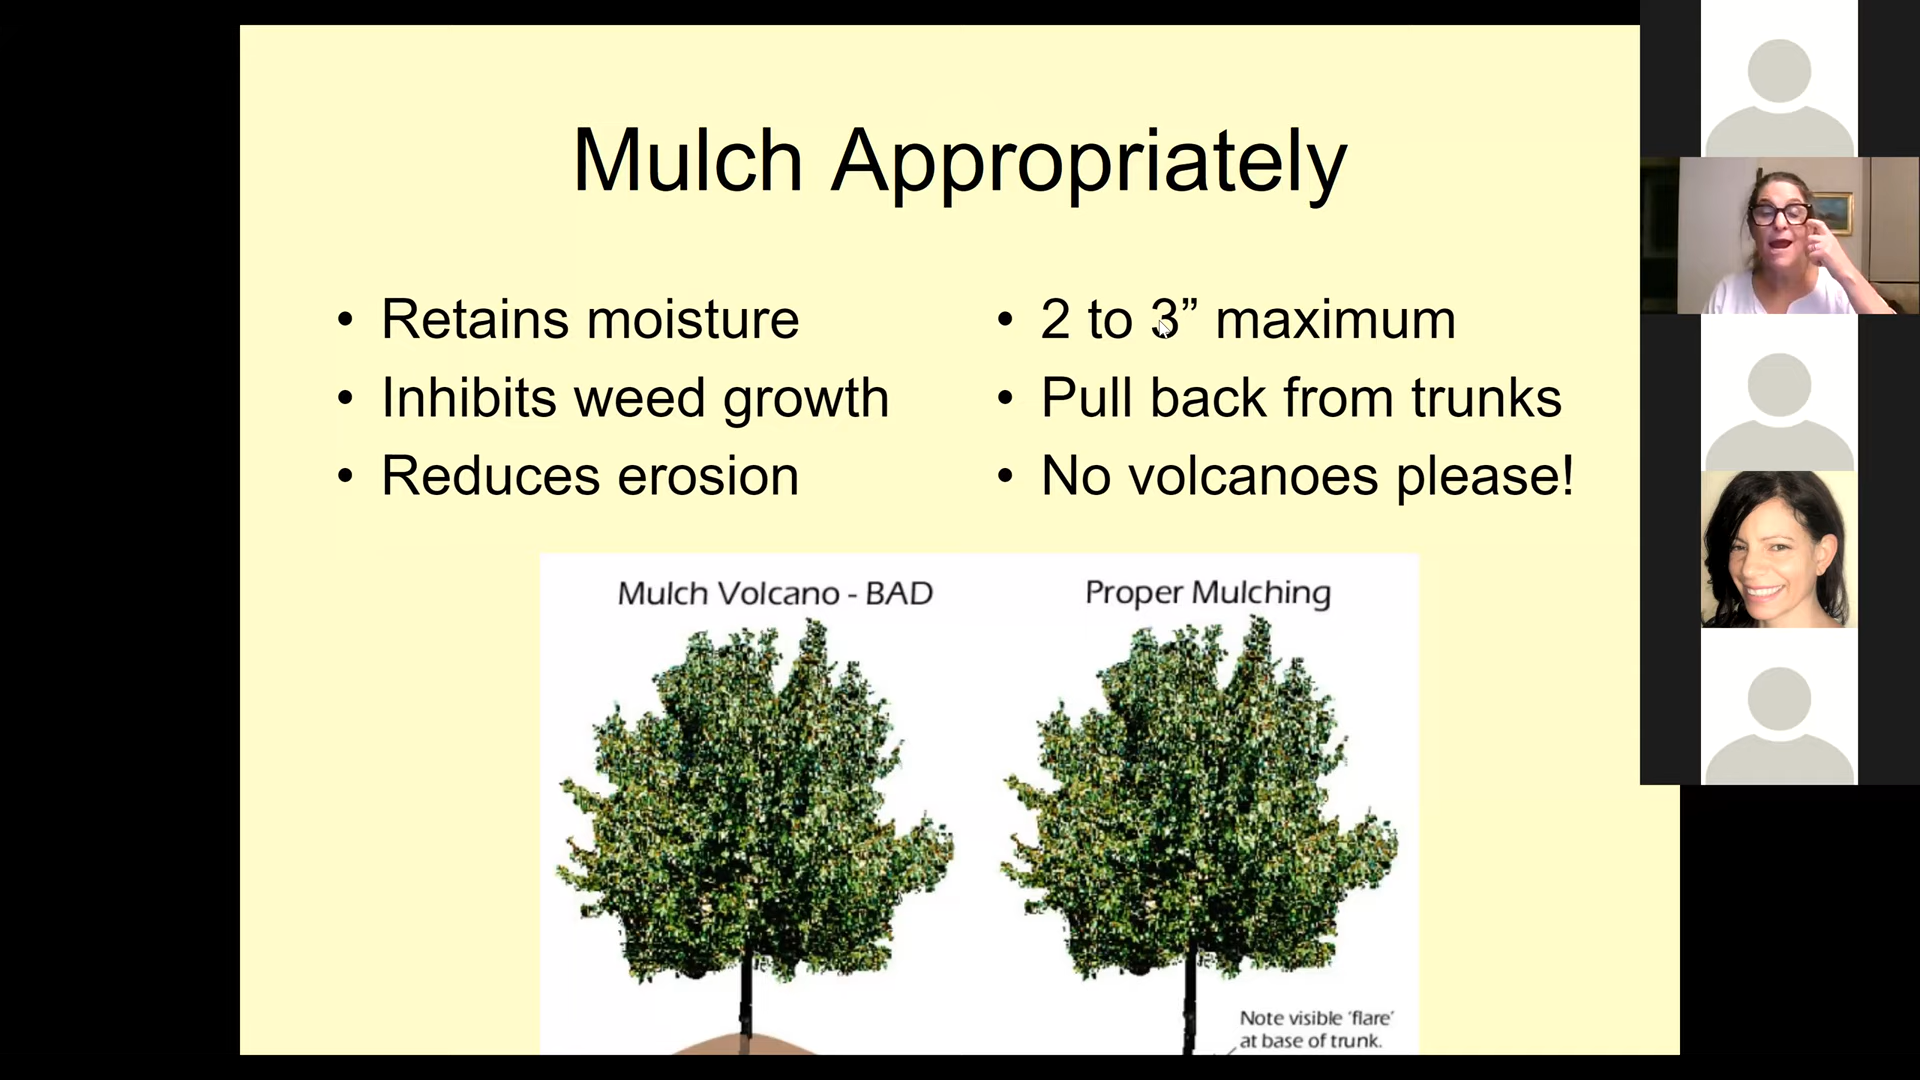 Mulch Appropriately
• Retains moisture
• Inhibits weed growth
• Reduces erosion
• 2 to 3” maximum
• Pull back from trunks
• No volcanoes please!
Mulch Volcano - BAD
Proper Mulching
Note visible ‘flare’
at base of trunk.